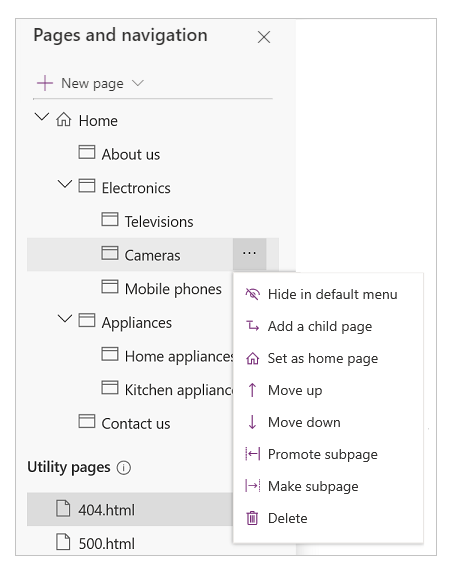 Pages and navigation
New page
Home
About us
Electronics
Televisions
Cameras
Mobile phones
Appliances
Home appliances
Kitchen applianc
Contact us
Hide in default menu
Add a child page
Set as home page
Move up
Move down
Promote subpage
Make subpage
Delete
Utility pages
404.html
500.html